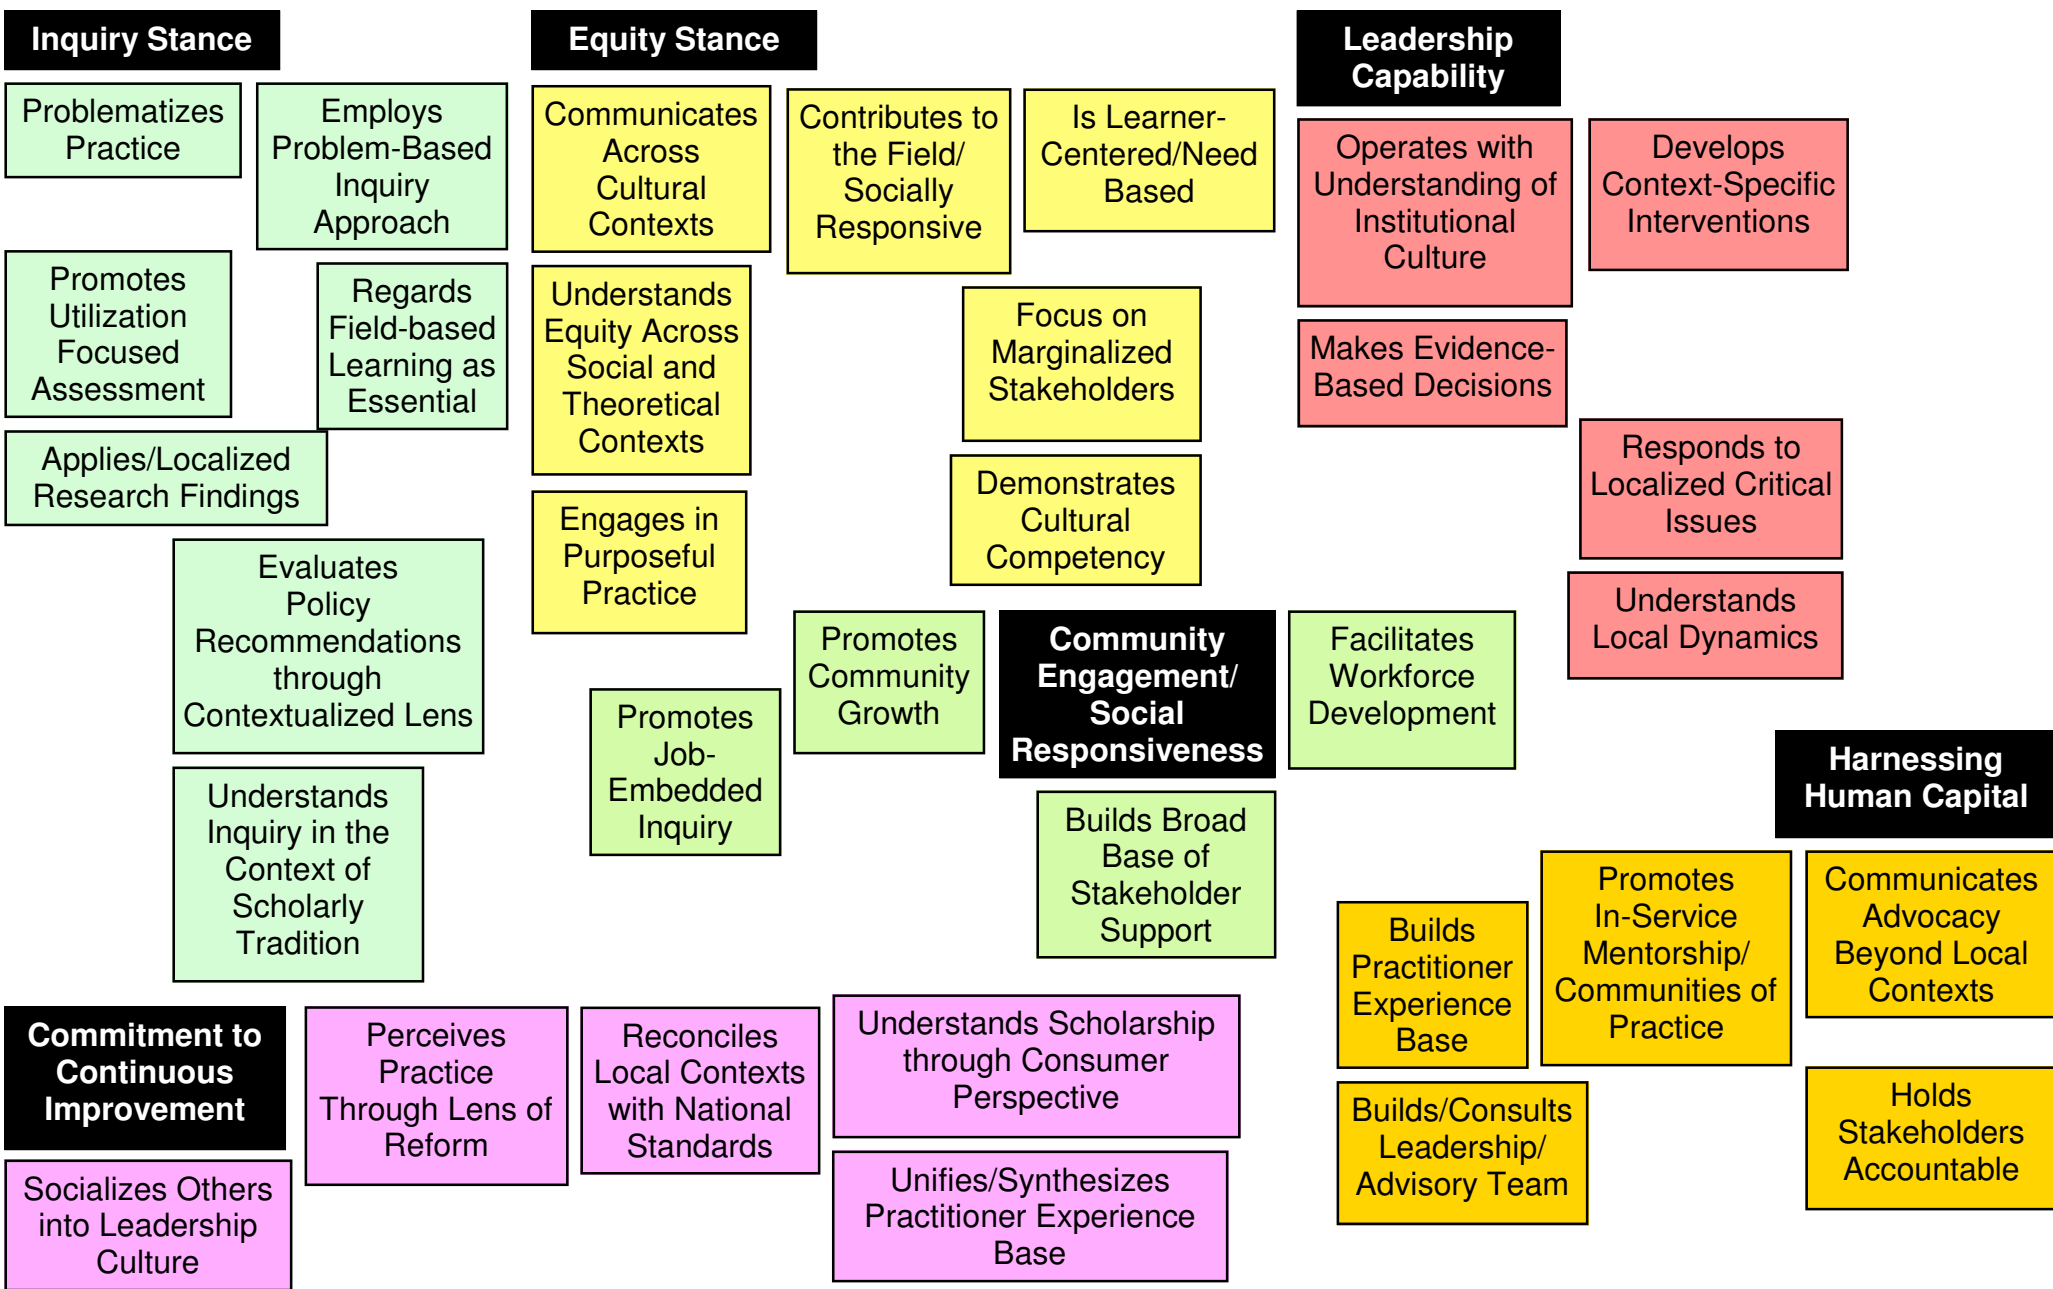 Inquiry Stance
Problematizes
Practice
Employs
Problem-Based
Inquiry
Approach
Promotes
Utilization
Focused
Assessment
Regards
Field-based
Learning as
Essential
Applies/Localized
Research Findings
Evaluates
Policy
Recommendations
through
Contextualized Lens
Understands
Inquiry in the
Context of
Scholarly
Tradition
Equity Stance
Communicates
Across
Cultural
Contexts
Contributes to
the Field/
Socially
Responsive
Is Learner-
Centered/Need
Based
Understands
Equity Across
Social and
Theoretical
Contexts
Focus on
Marginalized
Stakeholders
Engages in
Purposeful
Practice
Demonstrates
Cultural
Competency
Leadership
Capability
Operates with
Understanding of
Institutional
Culture
Develops
Context-Specific
Interventions
Makes Evidence-
Based Decisions
Responds to
Localized Critical
Issues
Understands
Local Dynamics
Community
Engagement/
Social
Responsiveness
Promotes
Community
Growth
Promotes
Job-
Embedded
Inquiry
Facilitates
Workforce
Development
Builds Broad
Base of
Stakeholder
Support
Harnessing
Human Capital
Builds
Practitioner
Experience
Base
Promotes
In-Service
Mentorship/
Communities of
Practice
Communicates
Advocacy
Beyond Local
Contexts
Builds/Consults
Leadership/
Advisory Team
Holds
Stakeholders
Accountable
Commitment to
Continuous
Improvement
Socializes Others
into Leadership
Culture
Perceives
Practice
Through Lens of
Reform
Reconciles
Local Contexts
with National
Standards
Understands Scholarship
through Consumer
Perspective
Unifies/Synthesizes
Practitioner Experience
Base